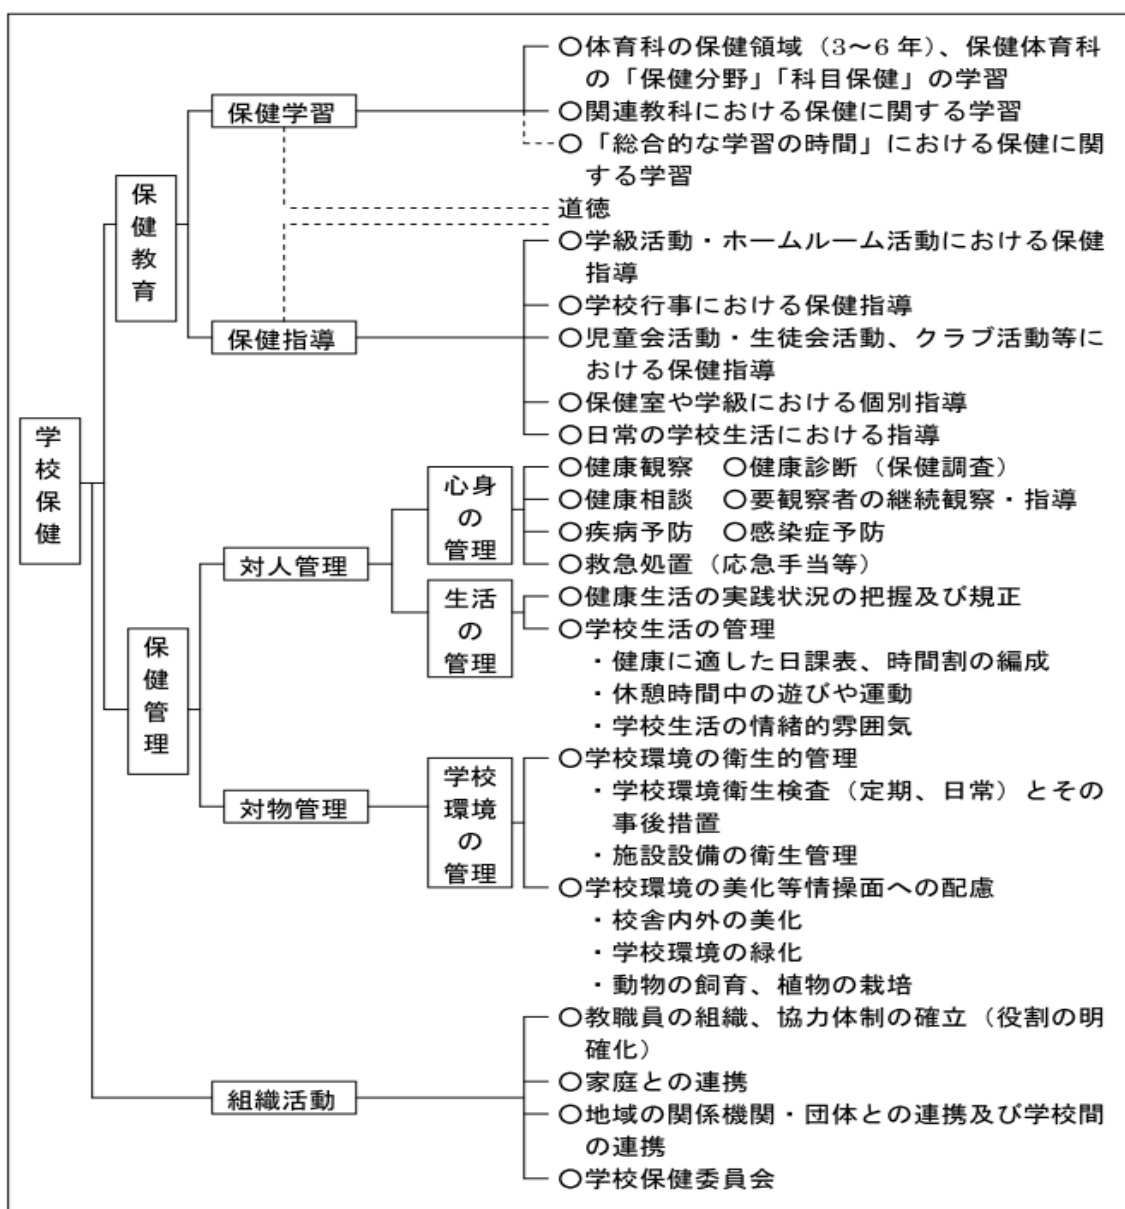 学校保健
保健教育
保健学習
○体育科の保健領域（3～6年）、保健体育科
の「保健分野」「科目保健」の学習
○関連教科における保健に関する学習
○「総合的な学習の時間」における保健に関
する学習
道徳
保健指導
○学級活動・ホームルーム活動における保健
指導
○学校行事における保健指導
○児童会活動・生徒会活動、クラブ活動等に
おける保健指導
○保健室や学級における個別指導
○日常の学校生活における指導
保健管理
対人管理
心身
の
管理
○健康観察　○健康診断（保健調査）
○健康相談　○要観察者の継続観察・指導
○疾病予防　○感染症予防
○救急処置（応急手当等）
生活
の
管理
○健康生活の実践状況の把握及び規正
○学校生活の管理
・健康に適した日課表、時間割の編成
・休憩時間中の遊びや運動
・学校生活の情緒的雰囲気
対物管理
学校
環境
の
管理
○学校環境の衛生的管理
・学校環境衛生検査（定期、日常）とその
事後措置
・施設設備の衛生管理
○学校環境の美化等情操面への配慮
・校舎内外の美化
・学校環境の緑化
・動物の飼育、植物の栽培
組織活動
○教職員の組織、協力体制の確立（役割の明
確化）
○家庭との連携
○地域の関係機関・団体との連携及び学校間
の連携
○学校保健委員会